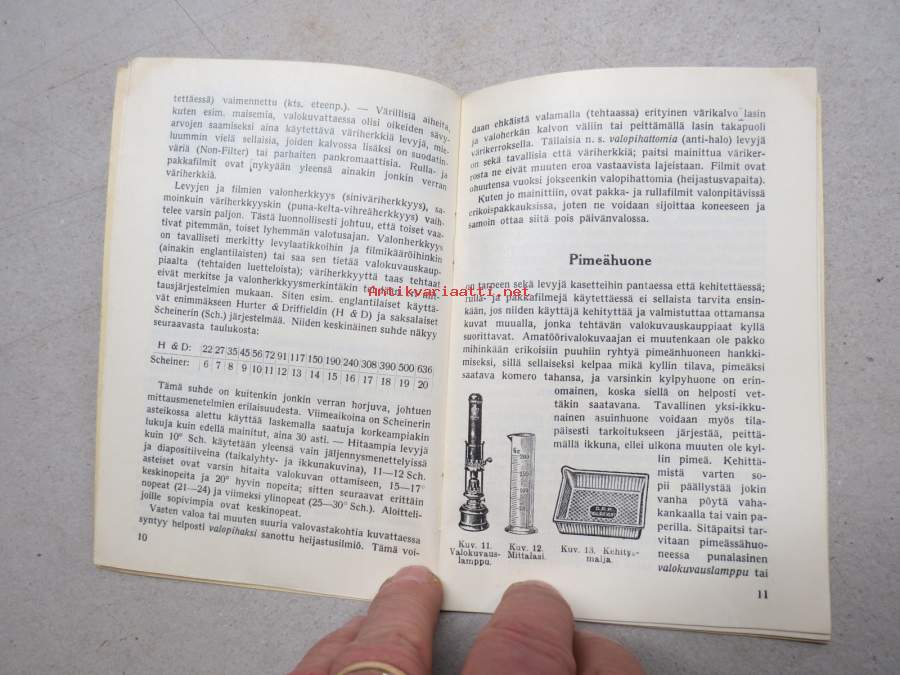 tettäessä) vaimennettu (kts. eteenp.). — Värillisiä aiheita,
kuten esim. maisemia, valokuvattaessa olisi oikeiden sävy-
arvojen saamiseksi aina käytettävä väriherkkiä levyjä, mie-
luummin vielä sellaisia, joiden kalvossa lisäksi on suodatin-
väriä (Non-Filter) tai parhaiten pankromaattisia. Rulla- ja
pakkafilmit ovat nykyään yleensä ainakin jonkin verran
väriherkkiä.
Levyjen ja filmien valonherkkyys (siniväriherkkyys), sa-
moinkuin väriherkkyyskin (puna-kelta-vihreäherkkyys) vaih-
telee varsin paljon. Tästä luonnollisesti johtuu, että toiset vaa-
tivat pitemmän, toiset lyhemmän valotusajan. Valonherkkyys
on tavallisesti merkitty levylaatikkoihin ja filmikääröihinkin
(ainakin englantilaisten) tai saa sen tietää valokuvauskaup-
piaalta (tehtaiden luetteloista); väriherkkyyttä taas tehtaat
eivät merkitse ja valonherkkyysmerkintäkin
tausjärjestelmien mukaan. Siten esim. englantilaiset käyttä-
vät enimmäkseen Hurter & Driffieldin (H & D) ja saksalaiset
Scheinerin (Sch.) järjestelmää. Niiden keskinäinen suhde näkyy
seuraavasta taulukosta:
H & D: 22 27 35 45 56 72 91 117 150 190 240 308 390 500 636
Scheiner: 6 7 8 9 10 11 12 13 14 15 16 17 18 19 20
Tämä suhde on kuitenkin jonkin verran horjuva, johtuen
mittausmenetelmien erilaisuudesta. Viimeaikoina on Scheinerin
asteikossa alettu käyttää laskemalla saatuja korkeampiakin
lukuja kuin edellä mainitut, aina 30 asti. — Hitaampia levyjä
kuin 10° Sch. käytetään yleensä vain jäljennysmenettelyissä
ja diapositiiveina (taikalyhty- ja ikkunakuvina), 11—12 Sch.
asteiset ovat varsin hitaita valokuvan ottamiseen, 15—17°
keskinopeita ja 20° hyvin nopeita; sitten seuraavat erittäin
nopeat (21—24) ja viimeksi ylinopeat (25—30° Sch.). Aloitteli-
joille sopivimpia ovat keskinopeat.
Vasten valoa tai muuten suuria valovastakohtia kuvattaessa
syntyy helposti valopihaksi sanottu heijastusilmiö. Tämä voi-
10
daan ehkäistä valamalla (tehtaassa) erityinen värikalvo lasin
ja valoherkän kalvon väliin tai peittämällä lasin takapuoli
värikerroksella. Tällaisia n. s. valopihattomia (anti-halo) levyjä
on sekä tavallisia että väriherkkiä; paitsi mainittua väriker-
rosta ne eivät muuten eroa vastaavista lajeistaan. Filmit ovat
ohuutensa vuoksi jokseenkin valopihattomia (heijastusvapaita).
Kuten jo mainittiin, ovat pakka- ja rullafilmit valonpitävissä
erikoispakkauksissa, joten ne voidaan sijoittaa koneeseen ja
samoin ottaa siitä pois päivänvalossa.
Pimeähuone
on tarpeen sekä levyjä kasetteihin pantaessa että kehitettäessä;
rulla- ja pakkafilmejä käytettäessä ei sellaista tarvita ensin-
kään, jos niiden käyttäjä kehityttää ja valmistuttaa ottamansa
kuvat muualla, jonka tehtävän valokuvauskauppiaat kyllä
suorittavat. Amatöörivalokuvaajan ei muutenkaan ole pakko
mihinkään erikoisiin puuhiin ryhtyä pimeänhuoneen hankki-
miseksi, sillä sellaiseksi kelpaa mikä kyllin tilava, pimeäksi
saatava komero tahansa, ja varsinkin kylpyhuone on erin-
omainen, koska siellä on helposti vet-
täkin saatavana. Tavallinen yksi-ikku-
nainen asuinhuone voidaan myös tila-
päisesti tarkoitukseen järjestää, peittä-
mällä ikkuna, ellei ulkona muuten ole kyl-
lin pimeä. Kehittä-
mistä varten so-
pii päällystää jokin
vanha pöytä vaha-
kankaalla tai vain pa-
perilla. Sitäpaitsi tar-
vitaan pimeässähuo-
neessa punalasinen
valokuvauslamppu tai
Kuv. 11.
Valokuvaus-
lamppu.
Kuv. 12.
Mittalasi.
Kuv. 13. Kehitys-
malja.
11
Antikvariaatti.net